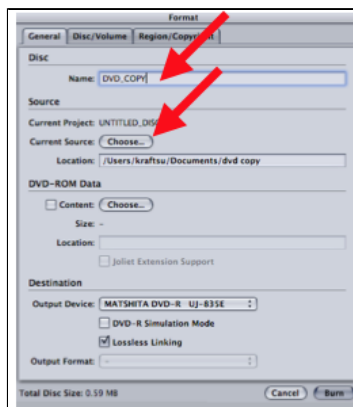 Format
General Disc/Volume Region/Copyright
Disc
Name: DVD_COPY
Source
Current Project: UNTITLED_DISC
Current Source: Choose...
Location: /Users/kraftsu/Documents/dvd copy
DVD-ROM Data
Content: Choose...
Size: -
Location:
Joliet Extension Support
Destination
Output Device: MATSHITA DVD-R UJ-835E
DVD-R Simulation Mode
Lossless Linking
Output Format: -
Total Disc Size: 0.59 MB Cancel Burn